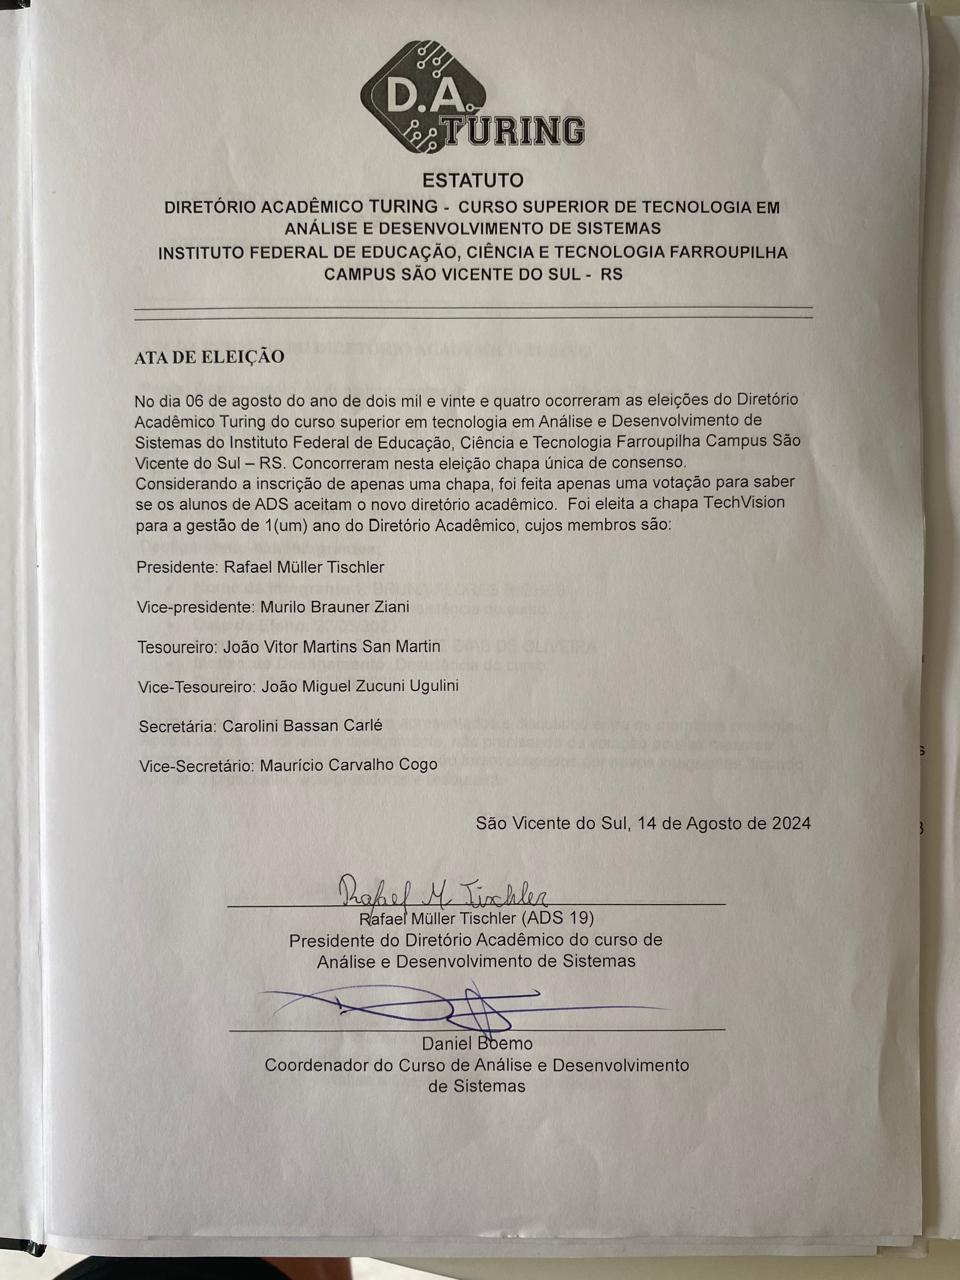 D.A.
TURING
ESTATUTO
DIRETÓRIO ACADÊMICO TURING - CURSO SUPERIOR DE TECNOLOGIA EM
ANÁLISE E DESENVOLVIMENTO DE SISTEMAS
INSTITUTO FEDERAL DE EDUCAÇÃO, CIÊNCIA E TECNOLOGIA FARROUPILHA
CAMPUS SÃO VICENTE DO SUL - RS
ATA DE ELEIÇÃO
No dia 06 de agosto do ano de dois mil e vinte e quatro ocorreram as eleições do Diretório
Acadêmico Turing do curso superior em tecnologia em Análise e Desenvolvimento de
Sistemas do Instituto Federal de Educação, Ciência e Tecnologia Farroupilha Campus São
Vicente do Sul – RS. Concorreram nesta eleição chapa única de consenso.
Considerando a inscrição de apenas uma chapa, foi feita apenas uma votação para saber
se os alunos de ADS aceitam o novo diretório acadêmico. Foi eleita a chapa TechVision
para a gestão de 1(um) ano do Diretório Acadêmico, cujos membros são:
Presidente: Rafael Müller Tischler
Vice-presidente: Murilo Brauner Ziani
Tesoureiro: João Vitor Martins San Martin
Vice-Tesoureiro: João Miguel Zucuni Ugulini
Secretária: Carolini Bassan Carlé
Vice-Secretário: Maurício Carvalho Cogo
São Vicente do Sul, 14 de Agosto de 2024
Rafael M Tischler
Rafael Müller Tischler (ADS 19)
Presidente do Diretório Acadêmico do curso de
Análise e Desenvolvimento de Sistemas
Daniel Boemo
Coordenador do Curso de Análise e Desenvolvimento
de Sistemas